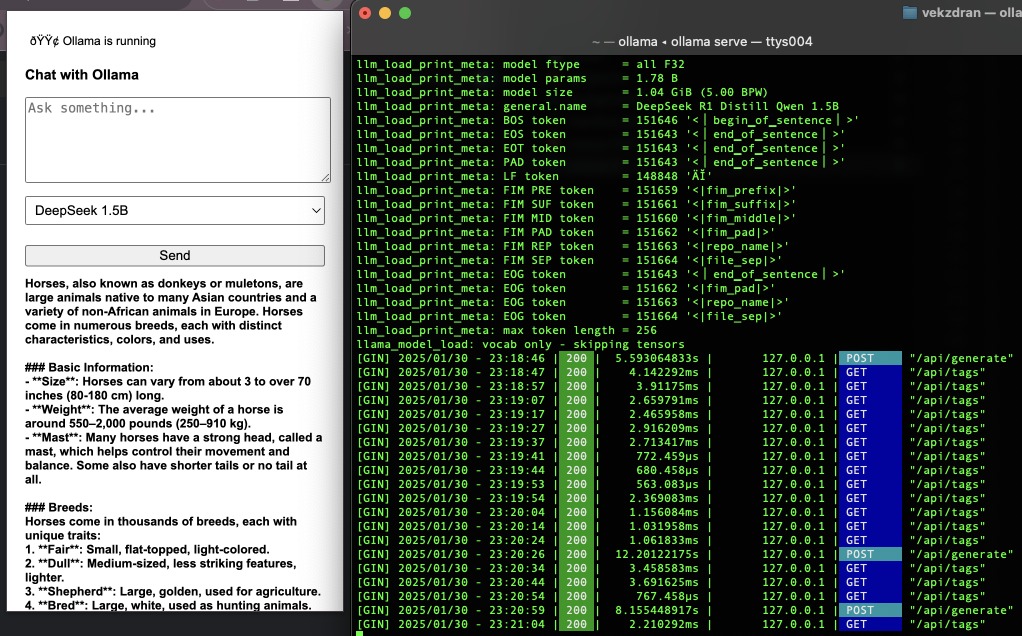 ðŸŸ¢ Ollama is running
Chat with Ollama
Ask something...
DeepSeek 1.5B
Send
Horses, also known as donkeys or muletons, are
large animals native to many Asian countries and a
variety of non-African animals in Europe. Horses
come in numerous breeds, each with distinct
characteristics, colors, and uses.
### Basic Information:
- **Size**: Horses can vary from about 3 to over 70
inches (80-180 cm) long.
- **Weight**: The average weight of a horse is
around 550–2,000 pounds (250–910 kg).
- **Mast**: Many horses have a strong head, called a
mast, which helps control their movement and
balance. Some also have shorter tails or no tail at
all.
### Breeds:
Horses come in thousands of breeds, each with
unique traits:
1. **Fair**: Small, flat-topped, light-colored.
2. **Dull**: Medium-sized, less striking features,
lighter.
3. **Shepherd**: Large, golden, used for agriculture.
4. **Bred**: Large, white, used as hunting animals.
vekzdran — olla
~ — ollama ◂ ollama serve — ttys004
llm_load_print_meta: model ftype = all F32
llm_load_print_meta: model params = 1.78 B
llm_load_print_meta: model size = 1.04 GiB (5.00 BPW)
llm_load_print_meta: general.name = DeepSeek R1 Distill Qwen 1.5B
llm_load_print_meta: BOS token = 151646 '<｜begin▁of▁sentence｜>'
llm_load_print_meta: EOS token = 151643 '<｜end▁of▁sentence｜>'
llm_load_print_meta: EOT token = 151643 '<｜end▁of▁sentence｜>'
llm_load_print_meta: PAD token = 151643 '<｜end▁of▁sentence｜>'
llm_load_print_meta: LF token = 148848 'ÄĬ'
llm_load_print_meta: FIM PRE token = 151659 '<|fim_prefix|>'
llm_load_print_meta: FIM SUF token = 151661 '<|fim_suffix|>'
llm_load_print_meta: FIM MID token = 151660 '<|fim_middle|>'
llm_load_print_meta: FIM PAD token = 151662 '<|fim_pad|>'
llm_load_print_meta: FIM REP token = 151663 '<|repo_name|>'
llm_load_print_meta: FIM SEP token = 151664 '<|file_sep|>'
llm_load_print_meta: EOG token = 151643 '<｜end▁of▁sentence｜>'
llm_load_print_meta: EOG token = 151662 '<|fim_pad|>'
llm_load_print_meta: EOG token = 151663 '<|repo_name|>'
llm_load_print_meta: EOG token = 151664 '<|file_sep|>'
llm_load_print_meta: max token length = 256
llama_model_load: vocab only - skipping tensors
[GIN] 2025/01/30 - 23:18:46 | 200 | 5.593064833s | 127.0.0.1 | POST "/api/generate"
[GIN] 2025/01/30 - 23:18:47 | 200 | 4.142292ms | 127.0.0.1 | GET "/api/tags"
[GIN] 2025/01/30 - 23:18:57 | 200 | 3.91175ms | 127.0.0.1 | GET "/api/tags"
[GIN] 2025/01/30 - 23:19:07 | 200 | 2.659791ms | 127.0.0.1 | GET "/api/tags"
[GIN] 2025/01/30 - 23:19:17 | 200 | 2.465958ms | 127.0.0.1 | GET "/api/tags"
[GIN] 2025/01/30 - 23:19:27 | 200 | 2.916209ms | 127.0.0.1 | GET "/api/tags"
[GIN] 2025/01/30 - 23:19:37 | 200 | 2.713417ms | 127.0.0.1 | GET "/api/tags"
[GIN] 2025/01/30 - 23:19:41 | 200 | 772.459µs | 127.0.0.1 | GET "/api/tags"
[GIN] 2025/01/30 - 23:19:44 | 200 | 680.458µs | 127.0.0.1 | GET "/api/tags"
[GIN] 2025/01/30 - 23:19:53 | 200 | 563.083µs | 127.0.0.1 | GET "/api/tags"
[GIN] 2025/01/30 - 23:19:54 | 200 | 2.369083ms | 127.0.0.1 | GET "/api/tags"
[GIN] 2025/01/30 - 23:20:04 | 200 | 1.156084ms | 127.0.0.1 | GET "/api/tags"
[GIN] 2025/01/30 - 23:20:14 | 200 | 1.031958ms | 127.0.0.1 | GET "/api/tags"
[GIN] 2025/01/30 - 23:20:24 | 200 | 1.061833ms | 127.0.0.1 | GET "/api/tags"
[GIN] 2025/01/30 - 23:20:26 | 200 | 12.20122175s | 127.0.0.1 | POST "/api/generate"
[GIN] 2025/01/30 - 23:20:34 | 200 | 3.458583ms | 127.0.0.1 | GET "/api/tags"
[GIN] 2025/01/30 - 23:20:44 | 200 | 3.691625ms | 127.0.0.1 | GET "/api/tags"
[GIN] 2025/01/30 - 23:20:54 | 200 | 767.458µs | 127.0.0.1 | GET "/api/tags"
[GIN] 2025/01/30 - 23:20:59 | 200 | 8.155448917s | 127.0.0.1 | POST "/api/generate"
[GIN] 2025/01/30 - 23:21:04 | 200 | 2.210292ms | 127.0.0.1 | GET "/api/tags"